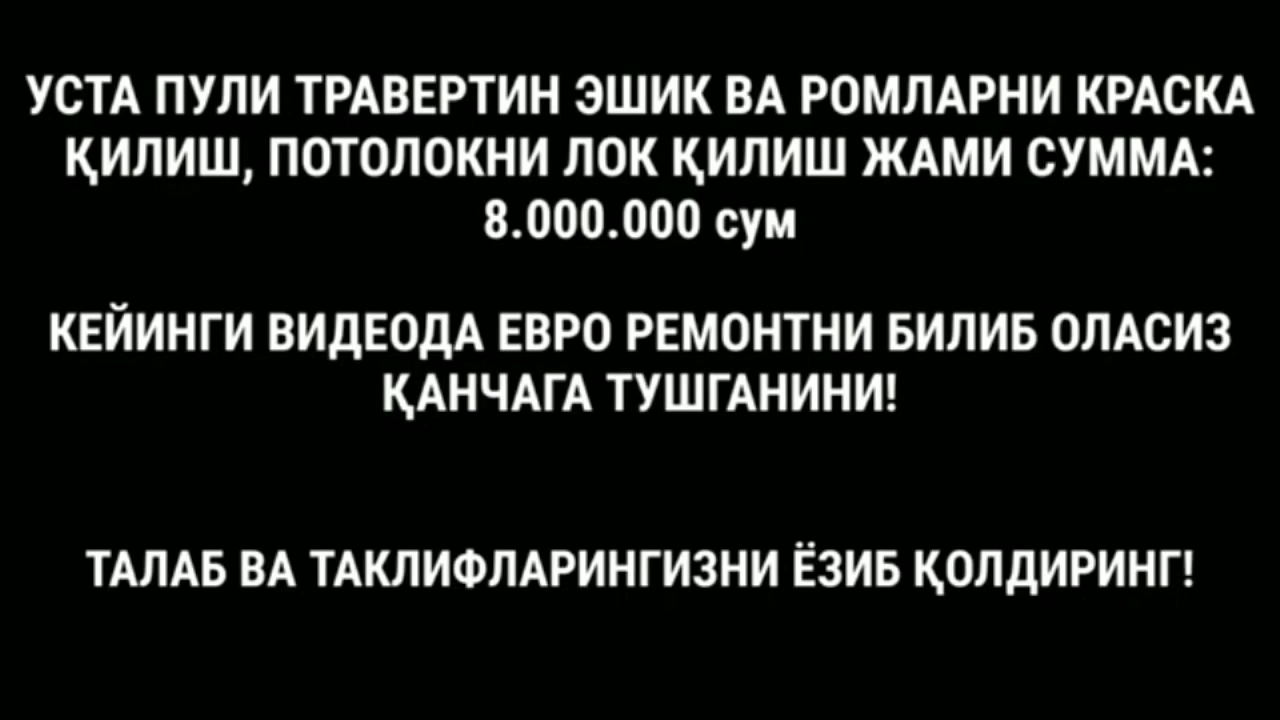 УСТА ПУЛИ ТРАВЕРТИН ЭШИК ВА РОМЛАРНИ КРАСКА
ҚИЛИШ, ПОТОЛОКНИ ЛОК ҚИЛИШ ЖАМИ СУММА:
8.000.000 сум
КЕЙИНГИ ВИДЕОДА ЕВРО РЕМОНТНИ БИЛИБ ОЛАСИЗ
ҚАНЧАГА ТУШГАНИНИ!
ТАЛАБ ВА ТАКЛИФЛАРИНГИЗНИ ЁЗИБ ҚОЛДИРИНГ!